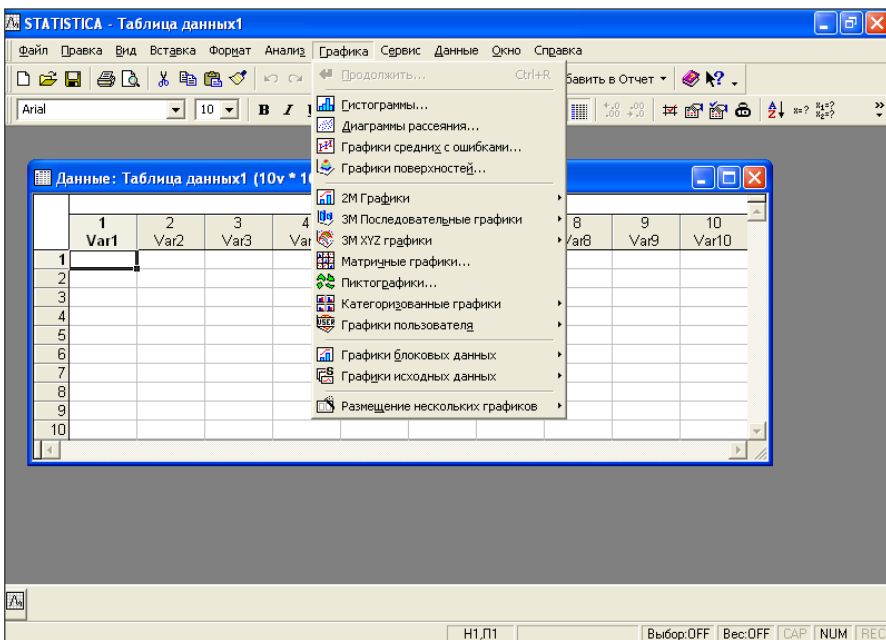 STATISTICA - Таблица данных1
Файл Правка Вид Вставка Формат Анализ Графика Сервис Данные Окно Справка
Продолжить... Ctrl+R
бавить в Отчет
Arial 10 B I
Гистограммы...
Диаграммы рассеяния...
Графики средних с ошибками...
Графики поверхностей...
2М Графики
3М Последовательные графики
3М XYZ графики
Матричные графики...
Пиктографики...
Категоризованные графики
Графики пользователя
Графики блоковых данных
Графики исходных данных
Размещение нескольких графиков
Данные: Таблица данных1 (10v * 1
1 2 3 4 8 9 10
Var1 Var2 Var3 Var Var8 Var9 Var10
1
2
3
4
5
6
7
8
9
10
Н1,П1 Выбор:OFF Вес:OFF CAP NUM REC